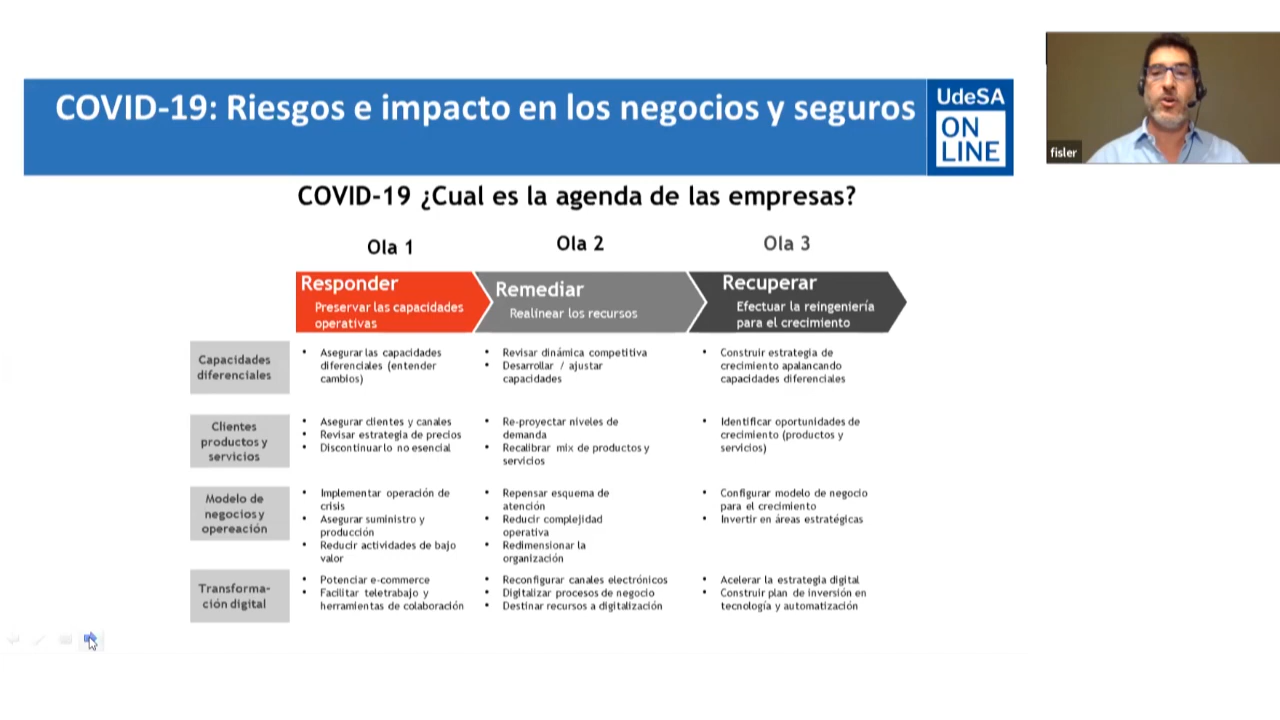 COVID-19: Riesgos e impacto en los negocios y seguros
UdeSA
ON
LINE
fisler
COVID-19 ¿Cual es la agenda de las empresas?
Ola 1
Ola 2
Ola 3
Responder
Preservar las capacidades
operativas
Remediar
Realinear los recursos
Recuperar
Efectuar la reingeniería
para el crecimiento
Capacidades
diferenciales
• Asegurar las capacidades
diferenciales (entender
cambios)
• Revisar dinámica competitiva
• Desarrollar / ajustar
capacidades
• Construir estrategia de
crecimiento apalancando
capacidades diferenciales
Clientes
productos y
servicios
• Asegurar clientes y canales
• Revisar estrategia de precios
• Discontinuar lo no esencial
• Re-proyectar niveles de
demanda
• Recalibrar mix de productos y
servicios
• Identificar oportunidades de
crecimiento (productos y
servicios)
Modelo de
negocios y
opereación
• Implementar operación de
crisis
• Asegurar suministro y
producción
• Reducir actividades de bajo
valor
• Repensar esquema de
atención
• Reducir complejidad
operativa
• Redimensionar la
organización
• Configurar modelo de negocio
para el crecimiento
• Invertir en áreas estratégicas
Transforma-
ción digital
• Potenciar e-commerce
• Facilitar teletrabajo y
herramientas de colaboración
• Reconfigurar canales electrónicos
• Digitalizar procesos de negocio
• Destinar recursos a digitalización
• Acelerar la estrategia digital
• Construir plan de inversión en
tecnología y automatización